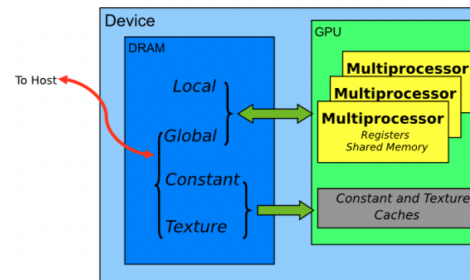 Device
DRAM
GPU
To Host
Local
Global
Constant
Texture
Multiprocessor
Multiprocessor
Multiprocessor
Registers
Shared Memory
Constant and Texture
Caches